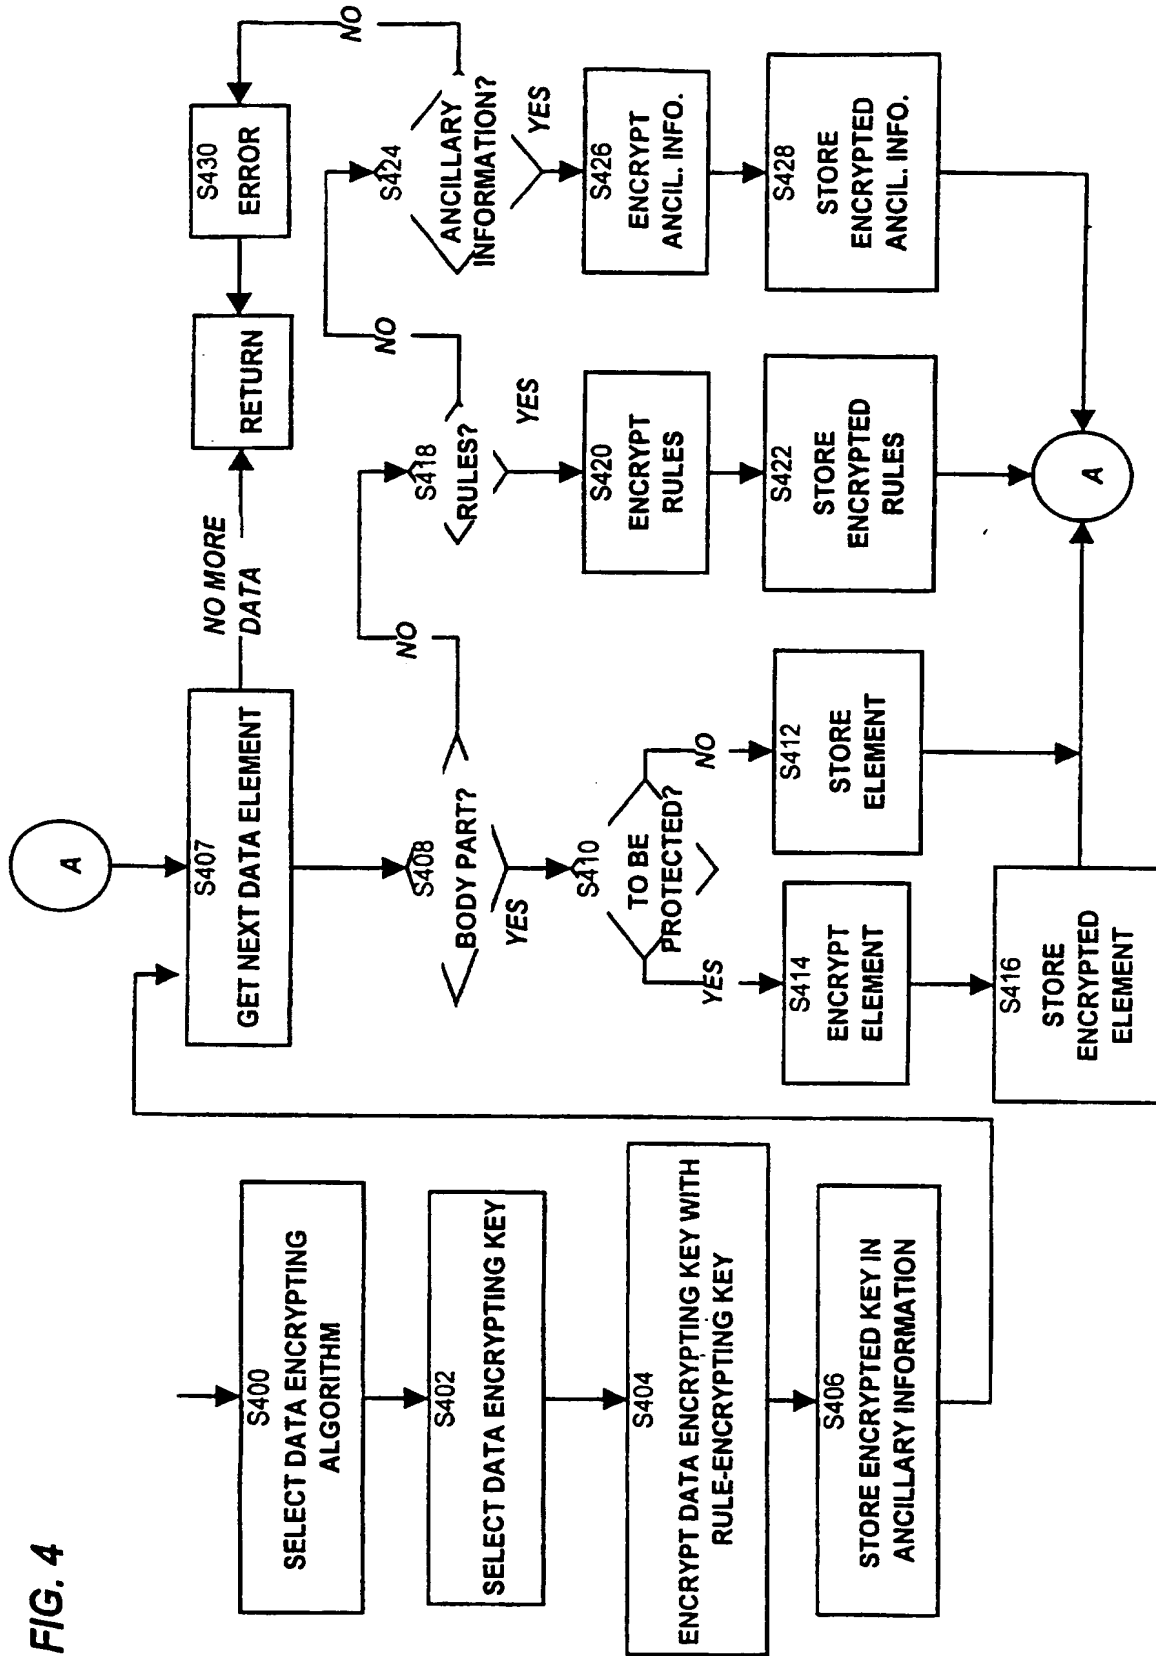 FIG. 4
S400
SELECT DATA ENCRYPTING
ALGORITHM
S402
SELECT DATA ENCRYPTING KEY
S404
ENCRYPT DATA ENCRYPTING KEY WITH
RULE-ENCRYPTING KEY
S406
STORE ENCRYPTED KEY IN
ANCILLARY INFORMATION
A
S407
GET NEXT DATA ELEMENT
NO MORE
DATA
RETURN
S430
ERROR
S408
BODY PART?
NO
YES
S410
TO BE
PROTECTED?
YES
NO
S414
ENCRYPT
ELEMENT
S416
STORE
ENCRYPTED
ELEMENT
S412
STORE
ELEMENT
S418
RULES?
NO
YES
S420
ENCRYPT
RULES
S422
STORE
ENCRYPTED
RULES
S424
ANCILLARY
INFORMATION?
NO
YES
S426
ENCRYPT
ANCIL. INFO.
S428
STORE
ENCRYPTED
ANCIL. INFO.
A